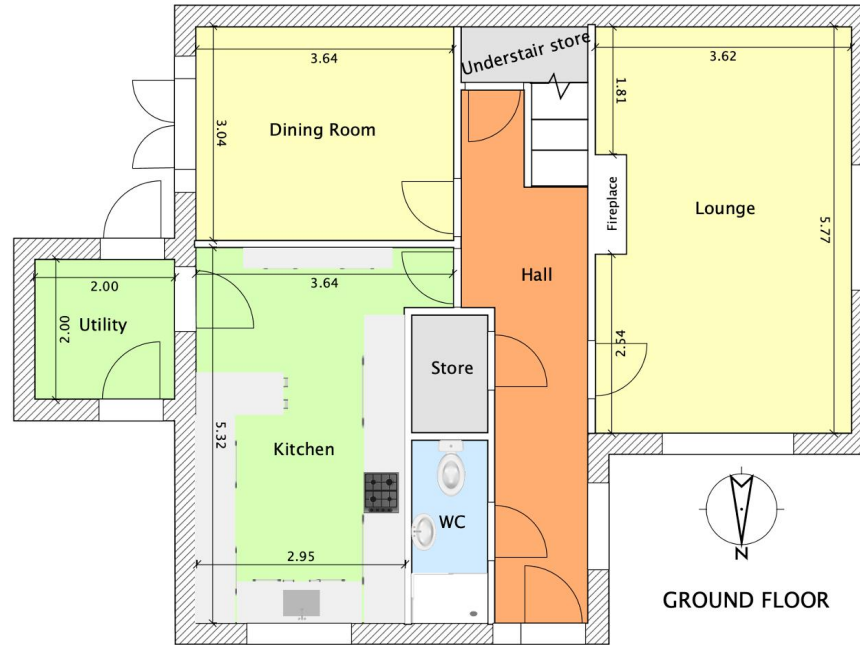 3.64
Understair store
3.62
1.81
3.04
Dining Room
Fireplace
Lounge
5.77
2.00
3.64
Hall
2.00
Utility
2.54
Store
5.32
Kitchen
WC
2.95
N
GROUND FLOOR